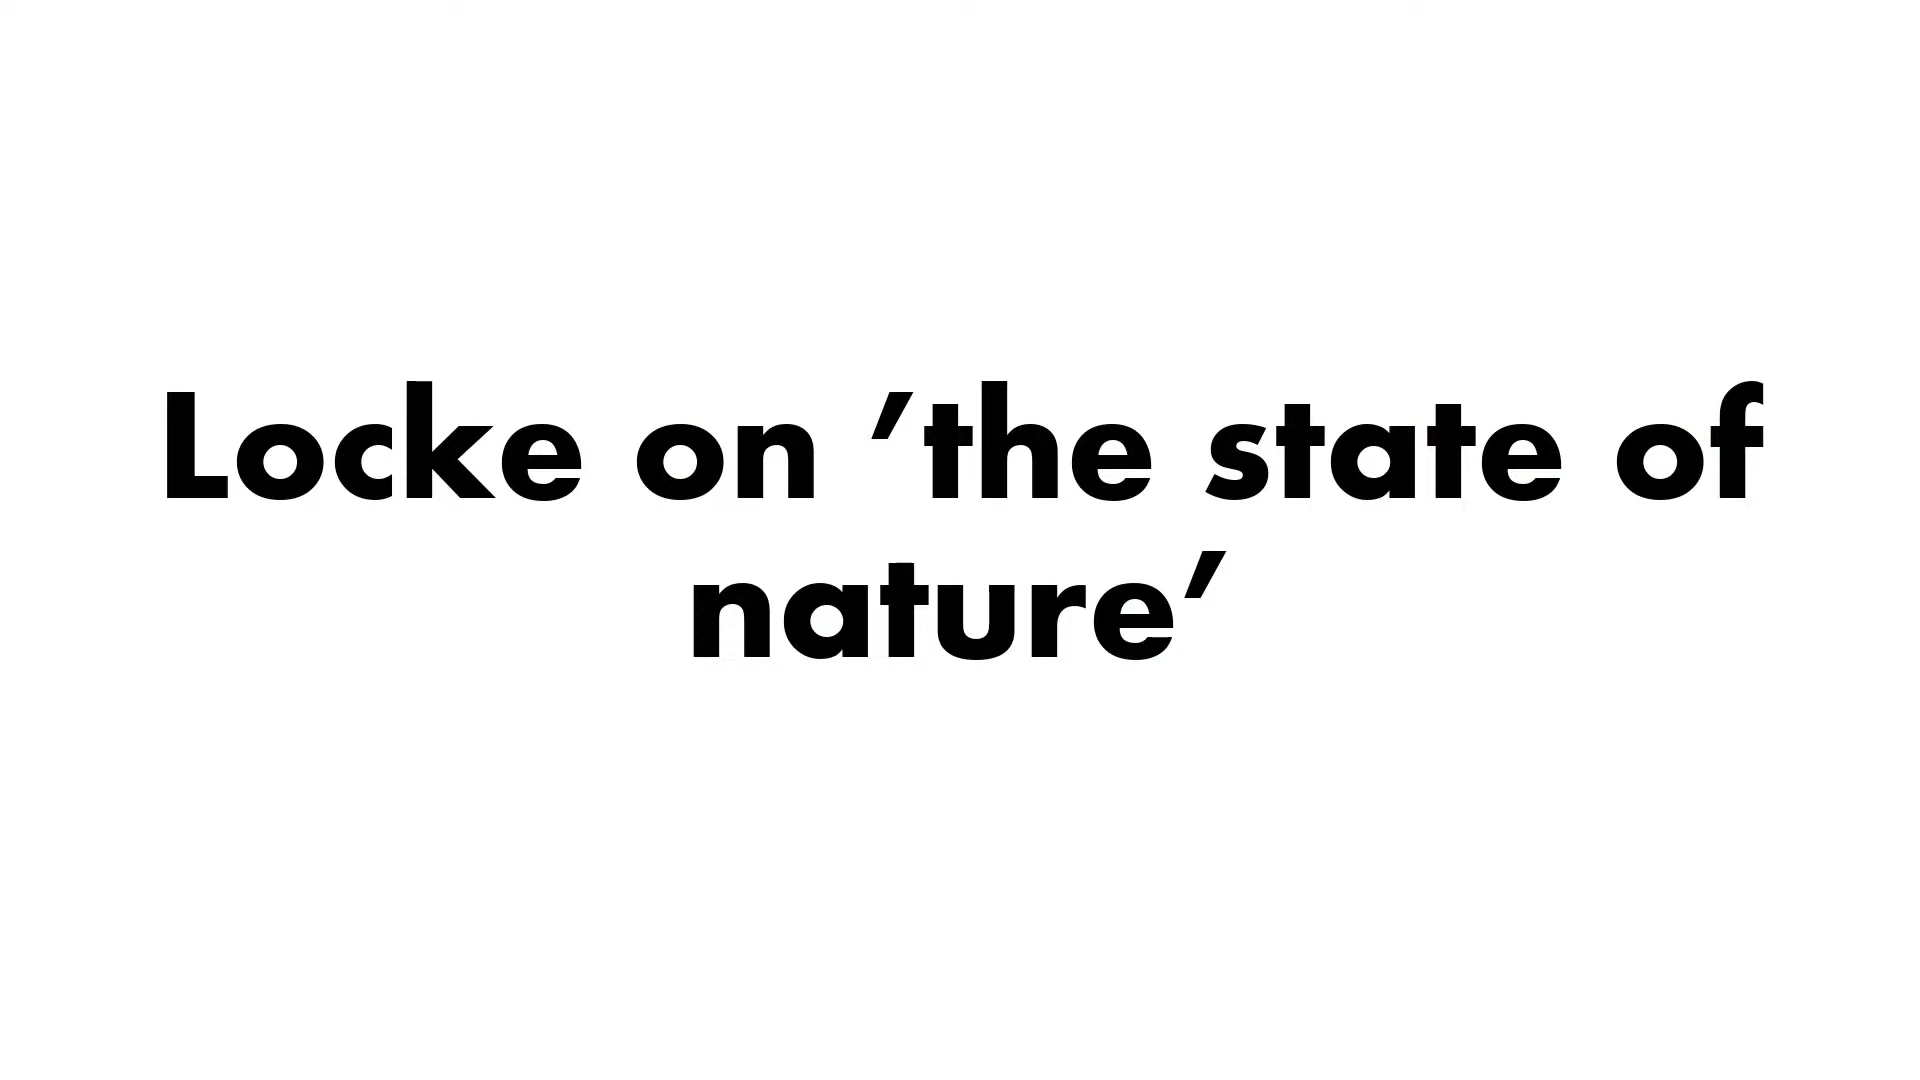 Locke on ’the state of
nature’